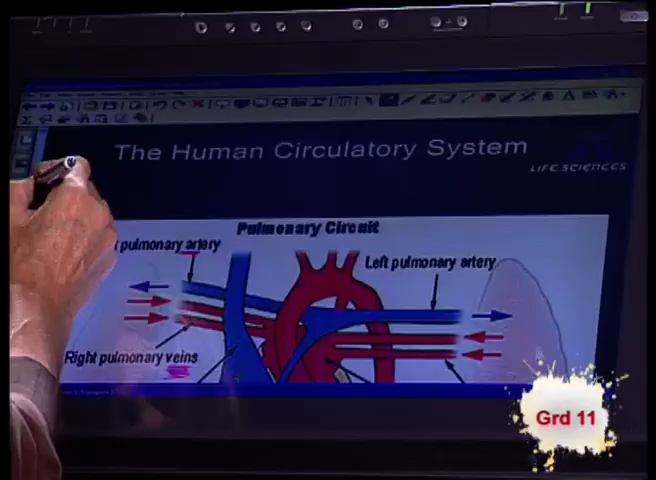 The Human Circulatory System
LIFE SCIENCES
Pulmonary Circuit
pulmonary artery
Left pulmonary artery
Right pulmonary veins
Grd 11